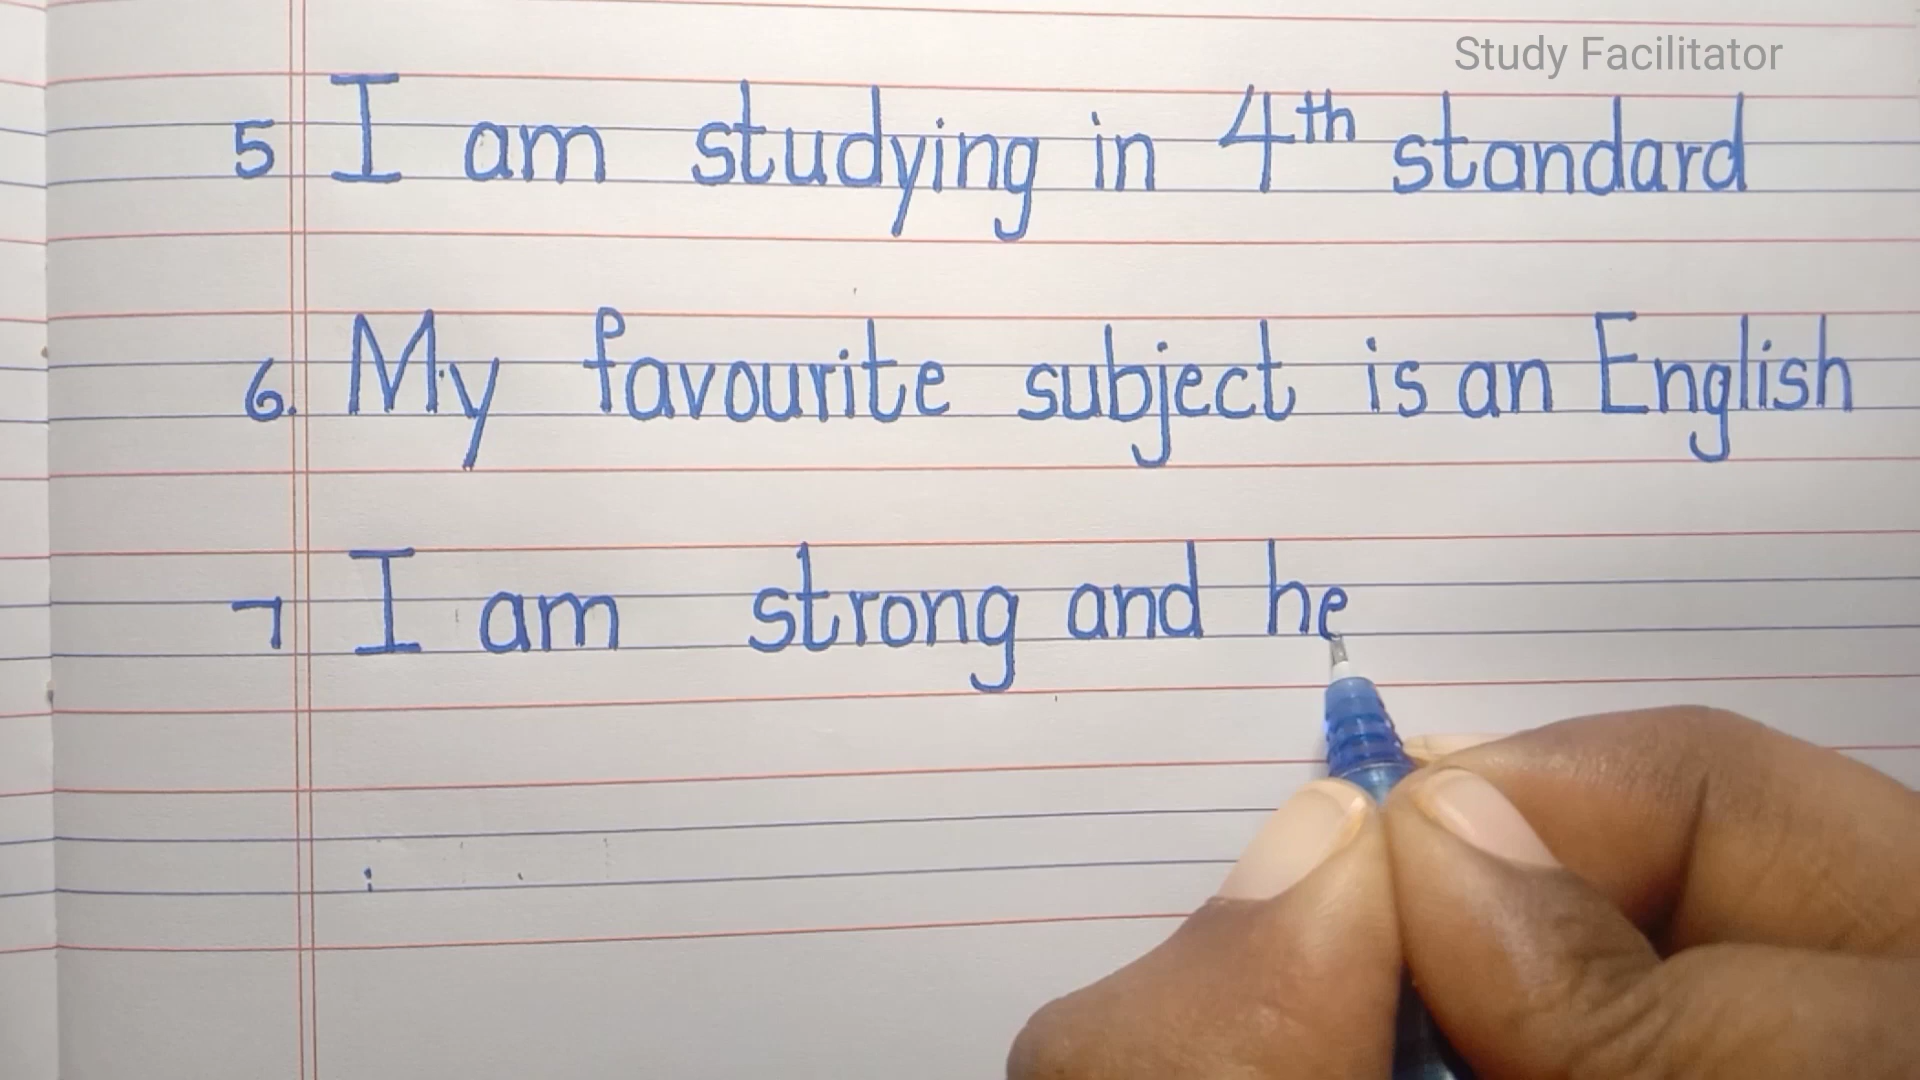 Study Facilitator
5 I am studying in 4th standard
6. My favourite subject is an English
7 I am strong and he